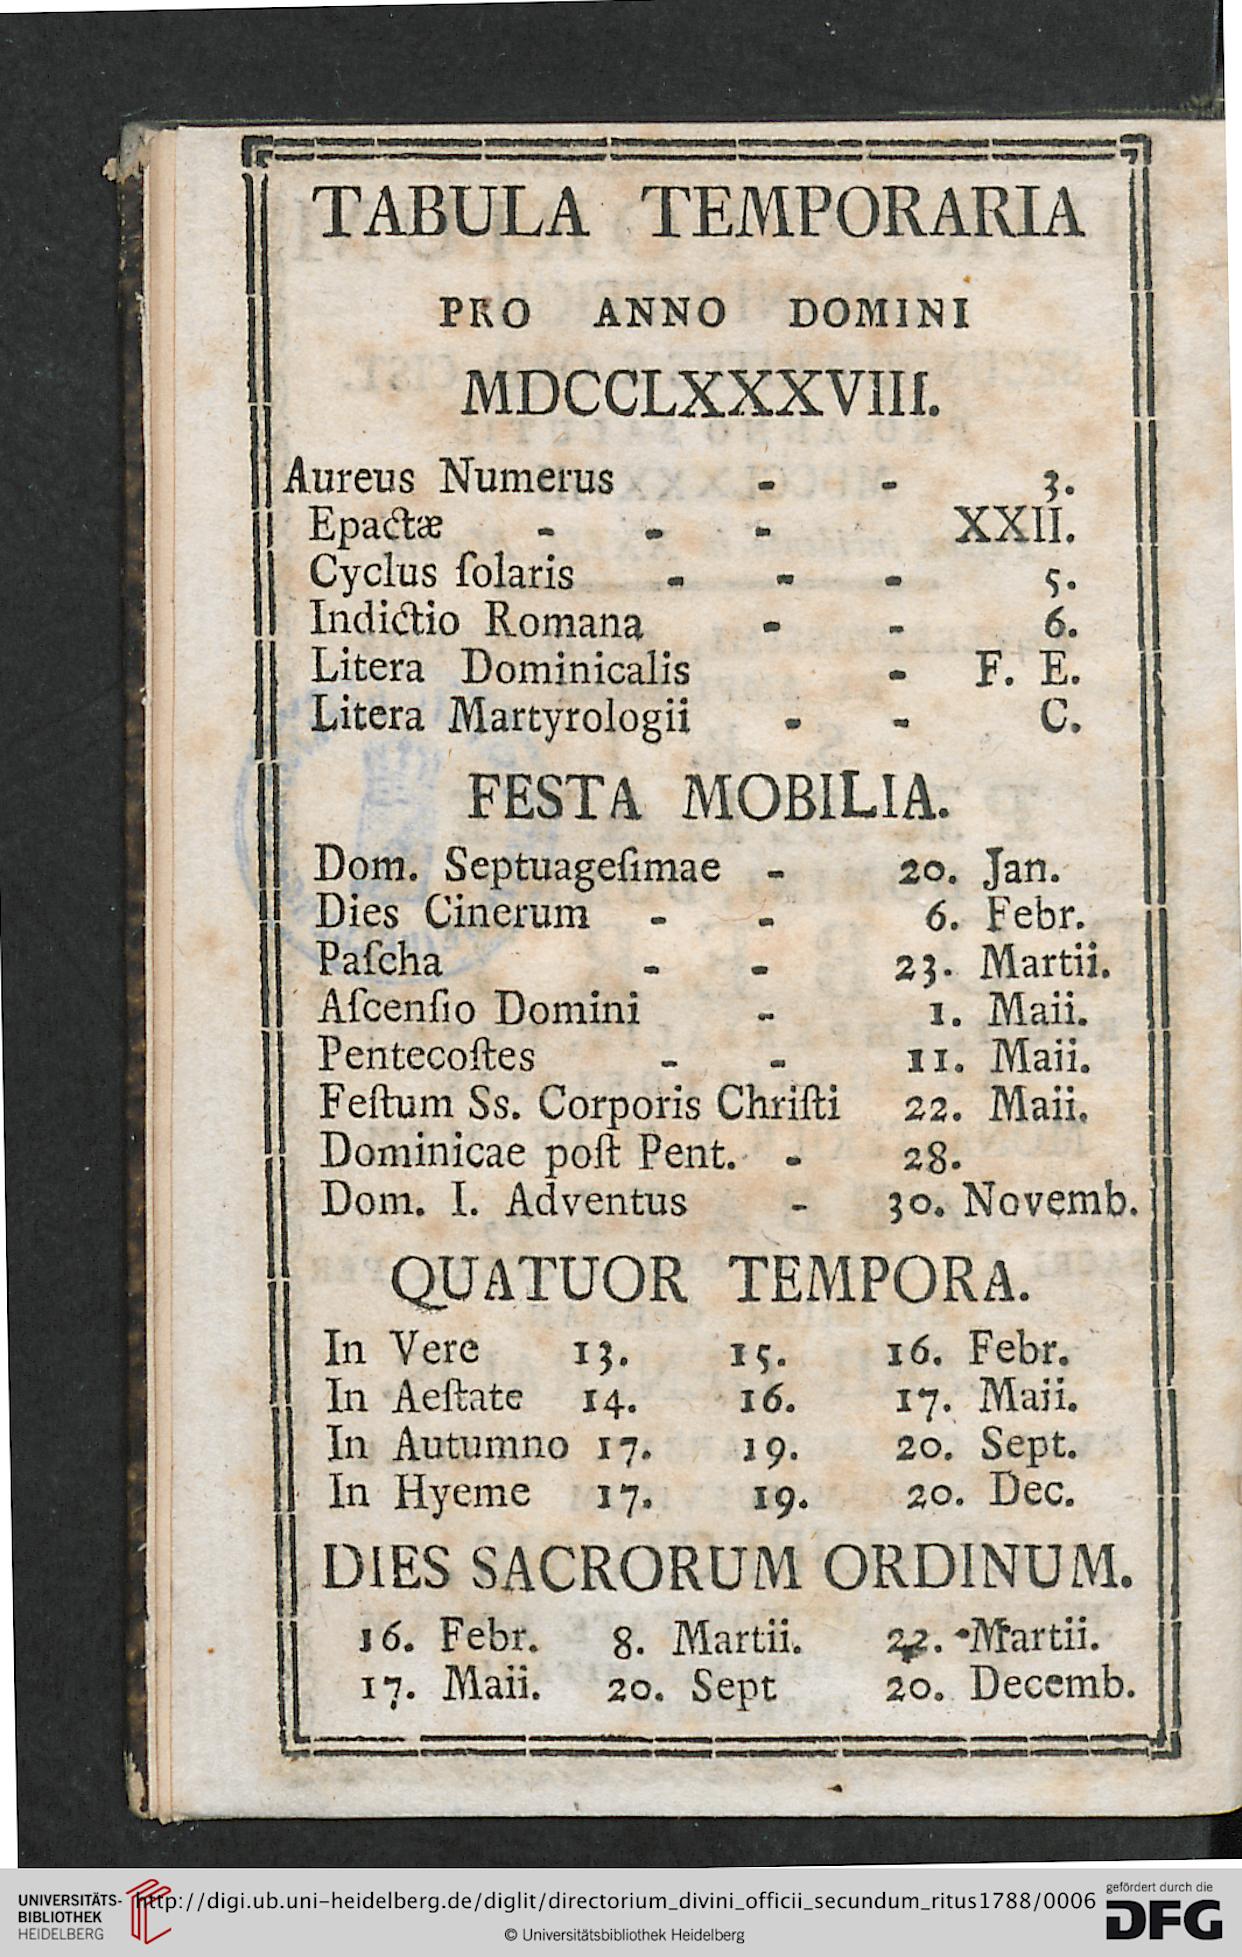 TABULA TEMPORARIA
PRO ANNO DOMINI
MDCCLXXXVIII.
Aureus Numerus - - 3.
Epactæ - - - XXII.
Cyclus ſolaris - - - 5.
Indictio Romana - - 6.
Litera Dominicalis - F. E.
Litera Martyrologii - - C.
FESTA MOBILIA.
Dom. Septuageſimae - 20. Jan.
Dies Cinerum - - 6. Febr.
Paſcha - - 23. Martii.
Aſcenſio Domini - 1. Maii.
Pentecoſtes - - 11. Maii.
Feſtum Ss. Corporis Chriſti 22. Maii.
Dominicae poſt Pent. - 28.
Dom. I. Adventus - 30. Novemb.
QUATUOR TEMPORA.
In Vere 13. 15. 16. Febr.
In Aeſtate 14. 16. 17. Maii.
In Autumno 17. 19. 20. Sept.
In Hyeme 17. 19. 20. Dec.
DIES SACRORUM ORDINUM.
16. Febr. 8. Martii. 22. Martii.
17. Maii. 20. Sept 20. Decemb.
UNIVERSITÄTS-
BIBLIOTHEK
HEIDELBERG
http://digi.ub.uni-heidelberg.de/diglit/directorium_divini_officii_secundum_ritus1788/0006
© Universitätsbibliothek Heidelberg
gefördert durch die
DFG